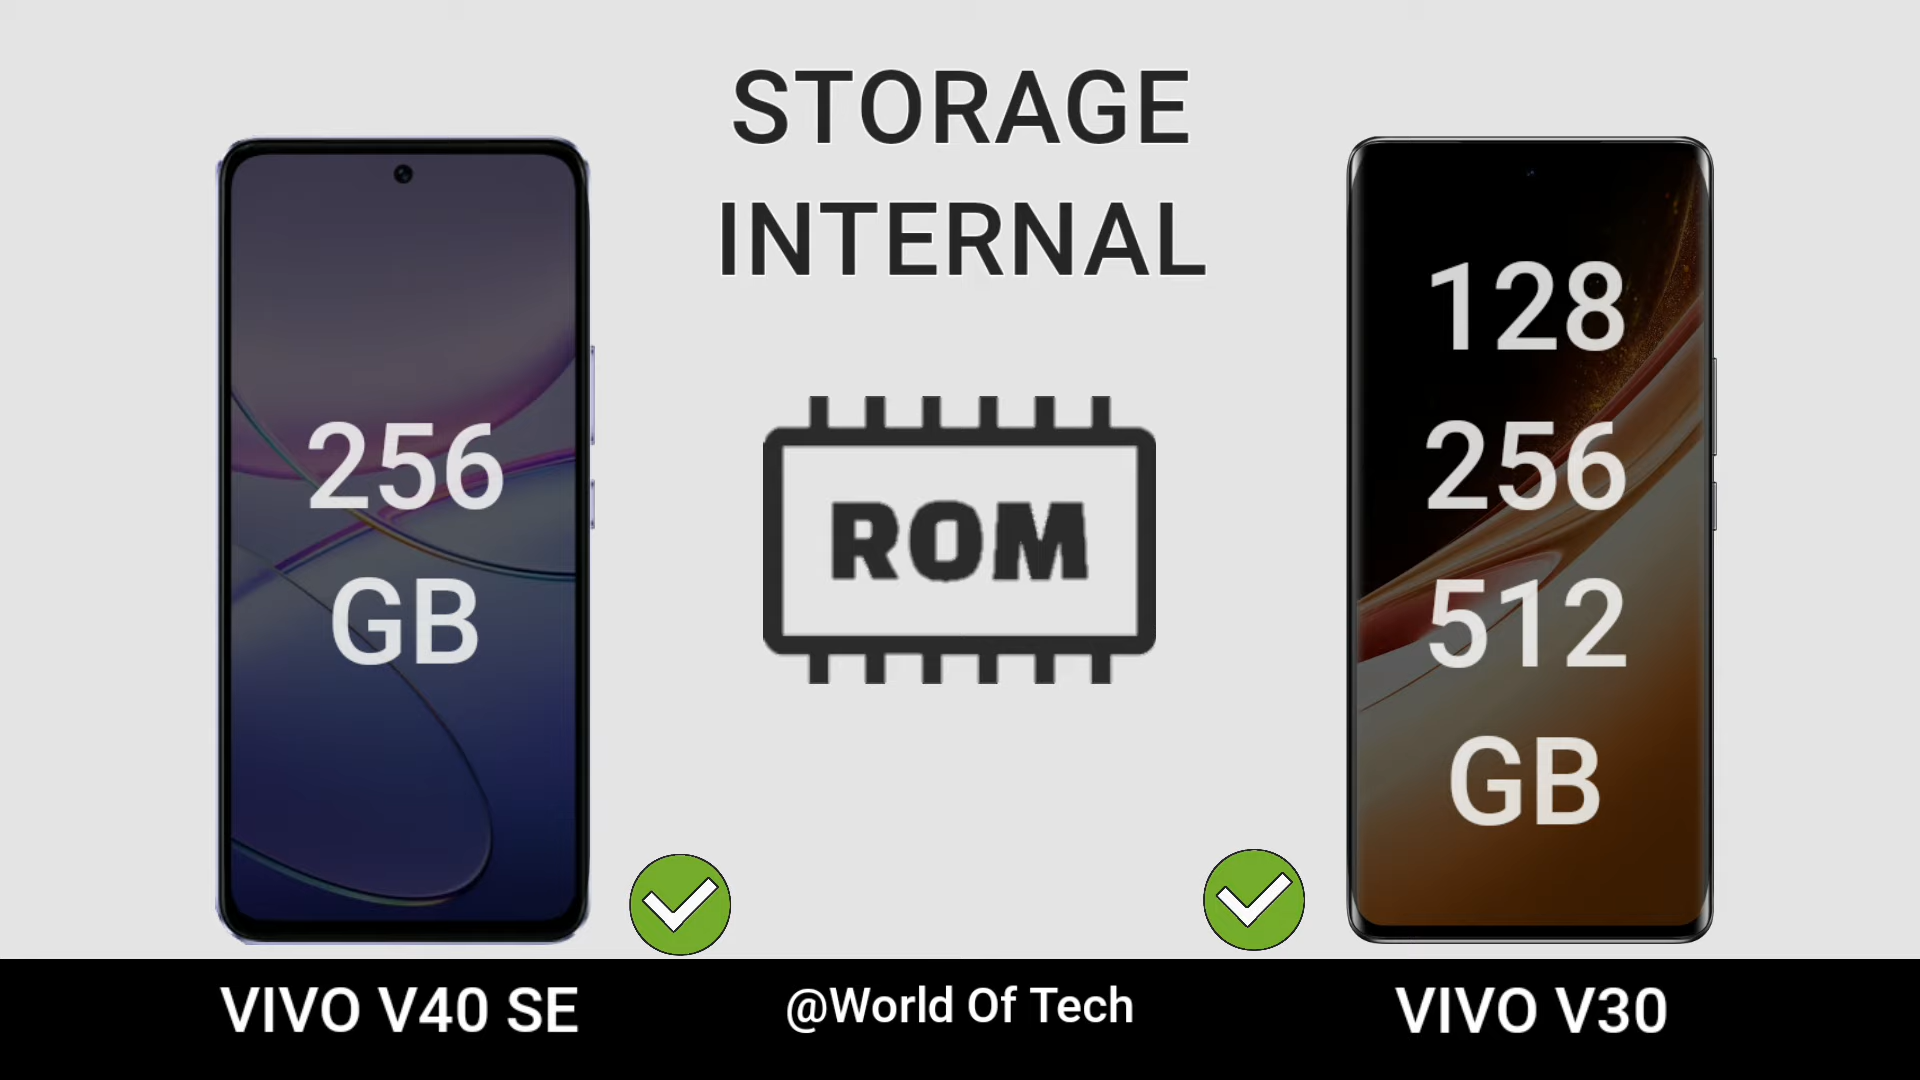 STORAGE
INTERNAL
256
GB
ROM
128
256
512
GB
VIVO V40 SE
@World Of Tech
VIVO V30